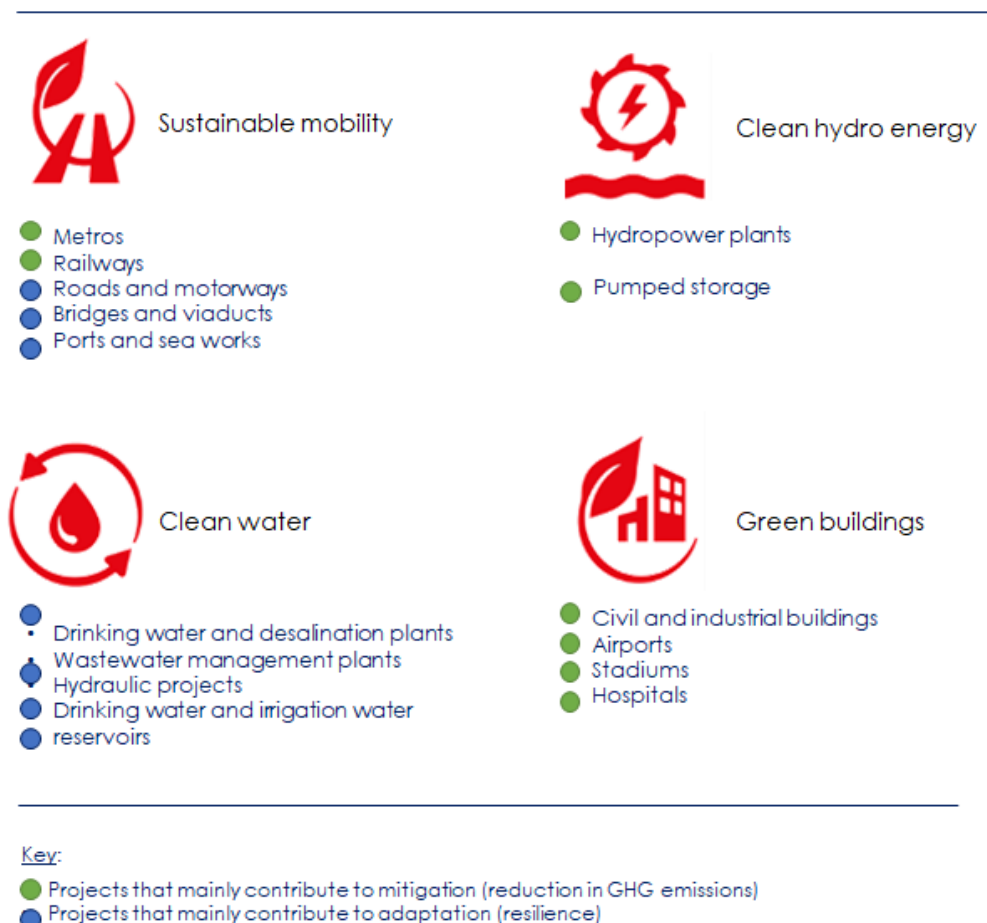 Sustainable mobility
Metros
Railways
Roads and motorways
Bridges and viaducts
Ports and sea works
Clean hydro energy
Hydropower plants
Pumped storage
Clean water
Drinking water and desalination plants
Wastewater management plants
Hydraulic projects
Drinking water and irrigation water
reservoirs
Green buildings
Civil and industrial buildings
Airports
Stadiums
Hospitals
Key:
Projects that mainly contribute to mitigation (reduction in GHG emissions)
Projects that mainly contribute to adaptation (resilience)